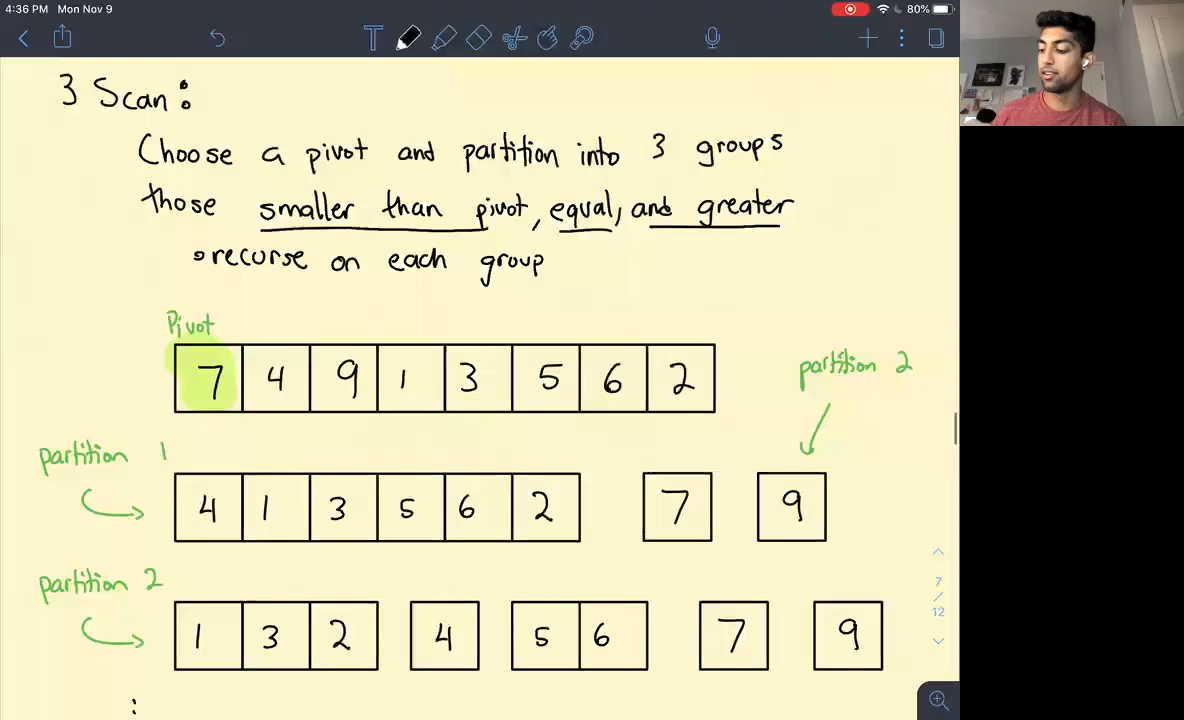 4:36 PM Mon Nov 9
80%
T
3 Scan:
Choose a pivot and partition into 3 groups
those smaller than pivot, equal, and greater
•recurse on each group
Pivot
7 4 9 1 3 5 6 2
partition 2
partition 1
4 1 3 5 6 2 7 9
partition 2
1 3 2 4 5 6 7 9
:
7
/
12